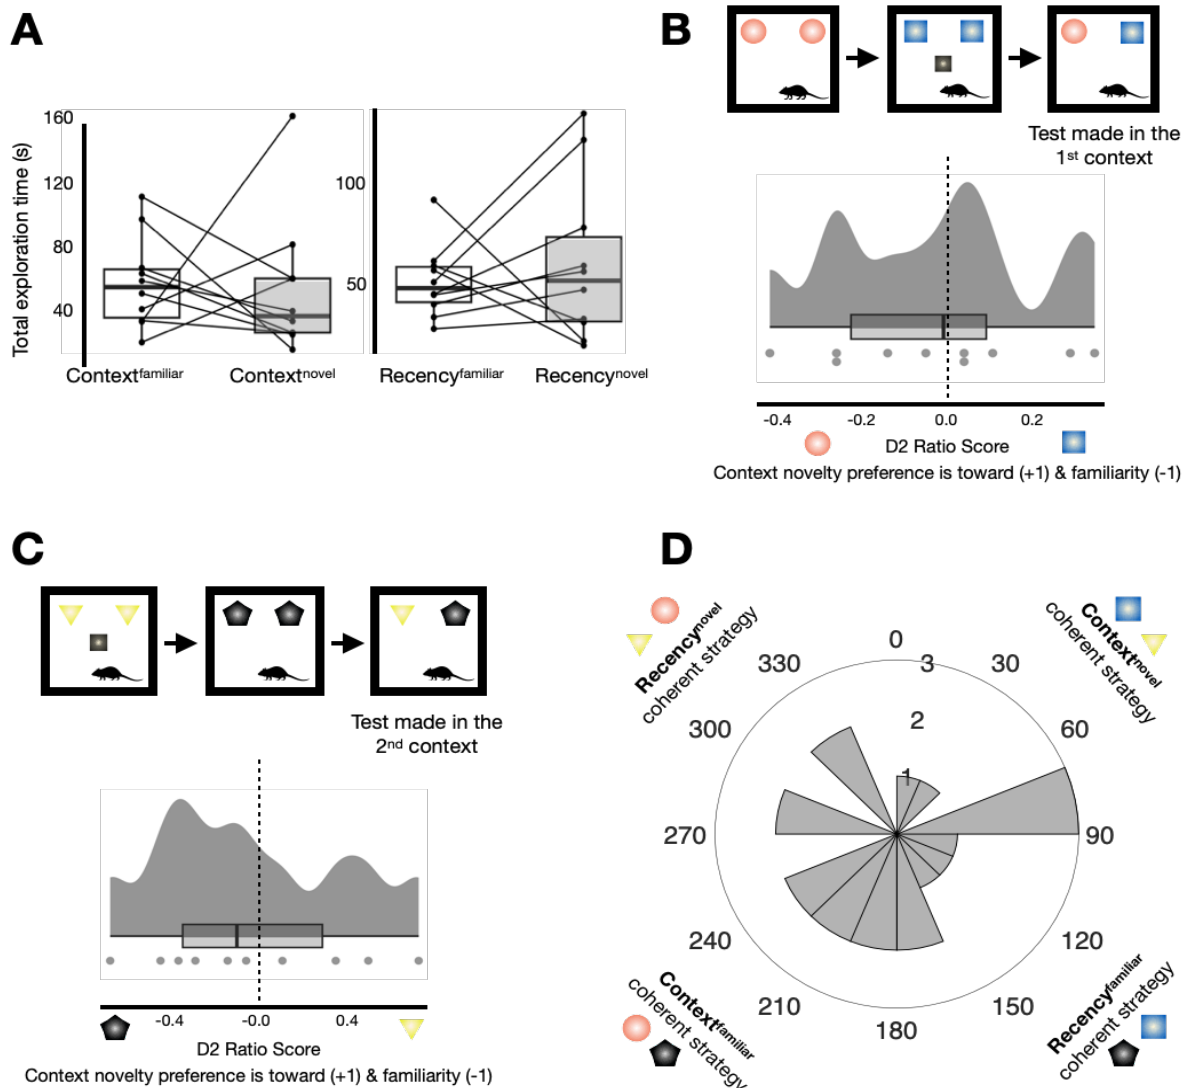 A
Total exploration time (s)
160
120
80
40
100
50
Context familiar
Context novel
Recency familiar
Recency novel
B
Test made in the
1st context
-0.4 -0.2 0.0 0.2
D2 Ratio Score
Context novelty preference is toward (+1) & familiarity (-1)
C
Test made in the
2nd context
-0.4 -0.0 0.4
D2 Ratio Score
Context novelty preference is toward (+1) & familiarity (-1)
D
Recency novel
coherent strategy
Context novel
coherent strategy
0
30
60
90
120
150
180
210
240
270
300
330
3
2
1
Context familiar
coherent strategy
Recency familiar
coherent strategy